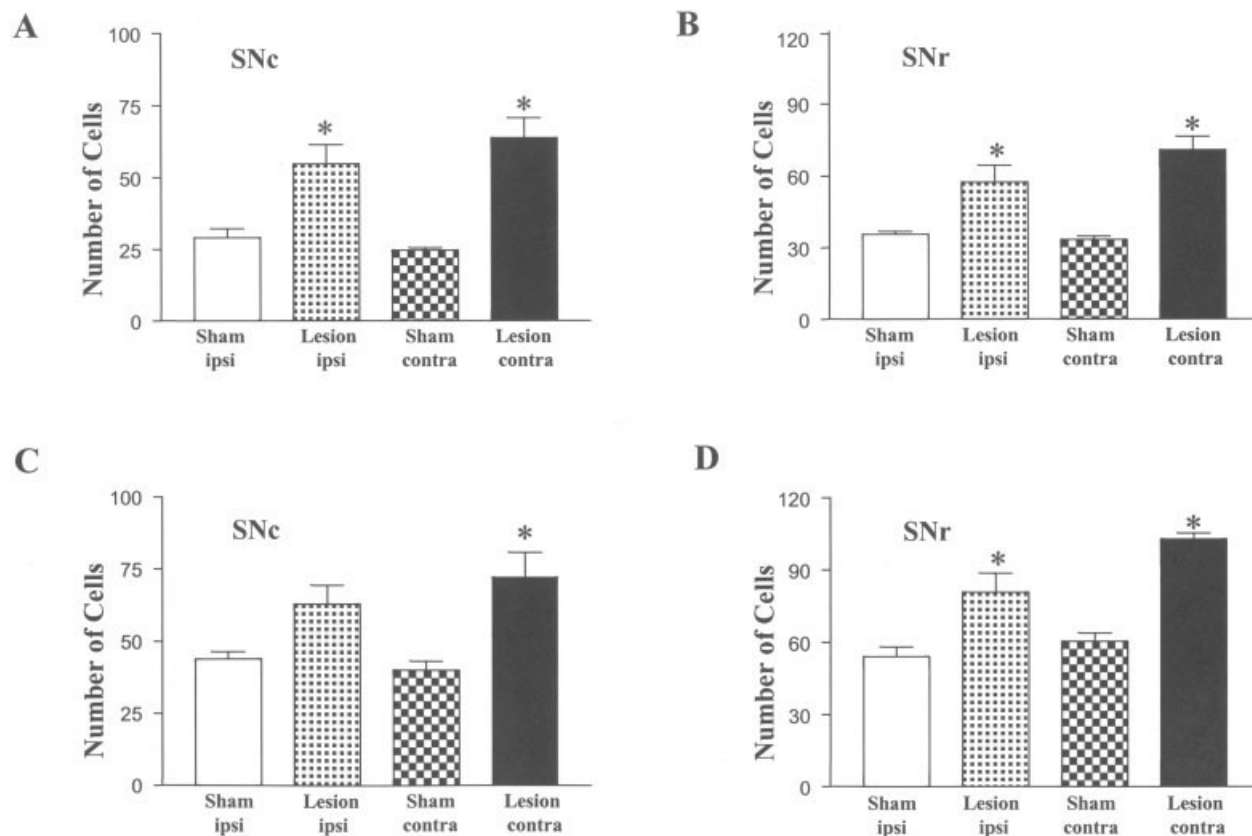 A
SNc
Number of Cells
100
75
50
25
0
*
*
Sham
ipsi
Lesion
ipsi
Sham
contra
Lesion
contra
B
SNr
Number of Cells
120
90
60
30
0
*
*
Sham
ipsi
Lesion
ipsi
Sham
contra
Lesion
contra
C
SNc
Number of Cells
100
75
50
25
0
*
Sham
ipsi
Lesion
ipsi
Sham
contra
Lesion
contra
D
SNr
Number of Cells
120
90
60
30
0
*
*
Sham
ipsi
Lesion
ipsi
Sham
contra
Lesion
contra